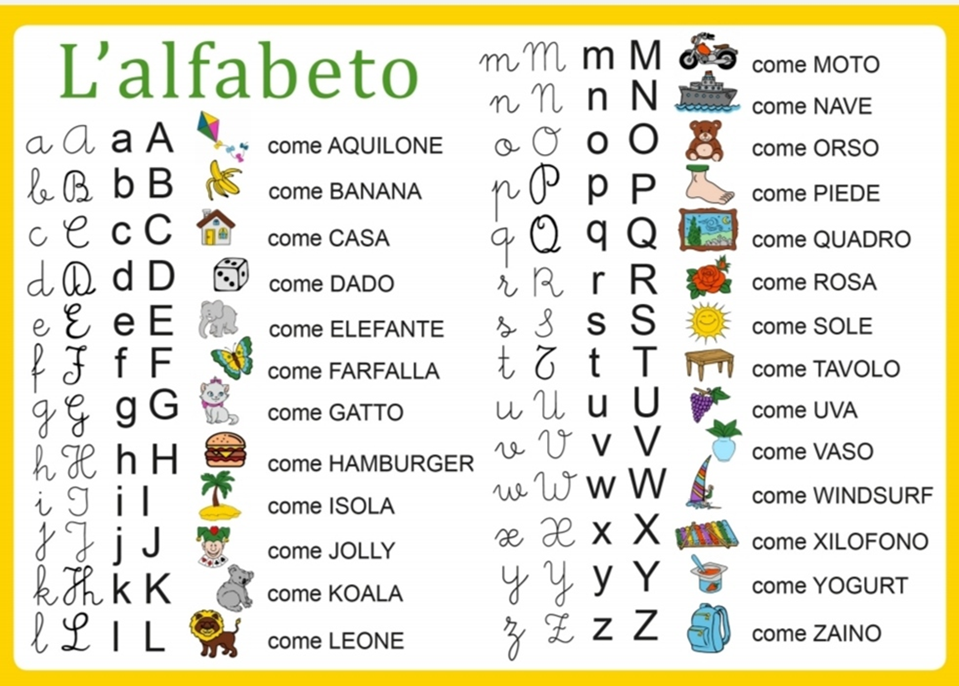 L'alfabeto
a A a A come AQUILONE
b B b B come BANANA
c C c C come CASA
d D d D come DADO
e E e E come ELEFANTE
f F f F come FARFALLA
g G g G come GATTO
h H h H come HAMBURGER
i I i I come ISOLA
j J j J come JOLLY
k K k K come KOALA
l L l L come LEONE
m M m M come MOTO
n N n N come NAVE
o O o O come ORSO
p P p P come PIEDE
q Q q Q come QUADRO
r R r R come ROSA
s S s S come SOLE
t T t T come TAVOLO
u U u U come UVA
v V v V come VASO
w W w W come WINDSURF
x X x X come XILOFONO
y Y y Y come YOGURT
z Z z Z come ZAINO